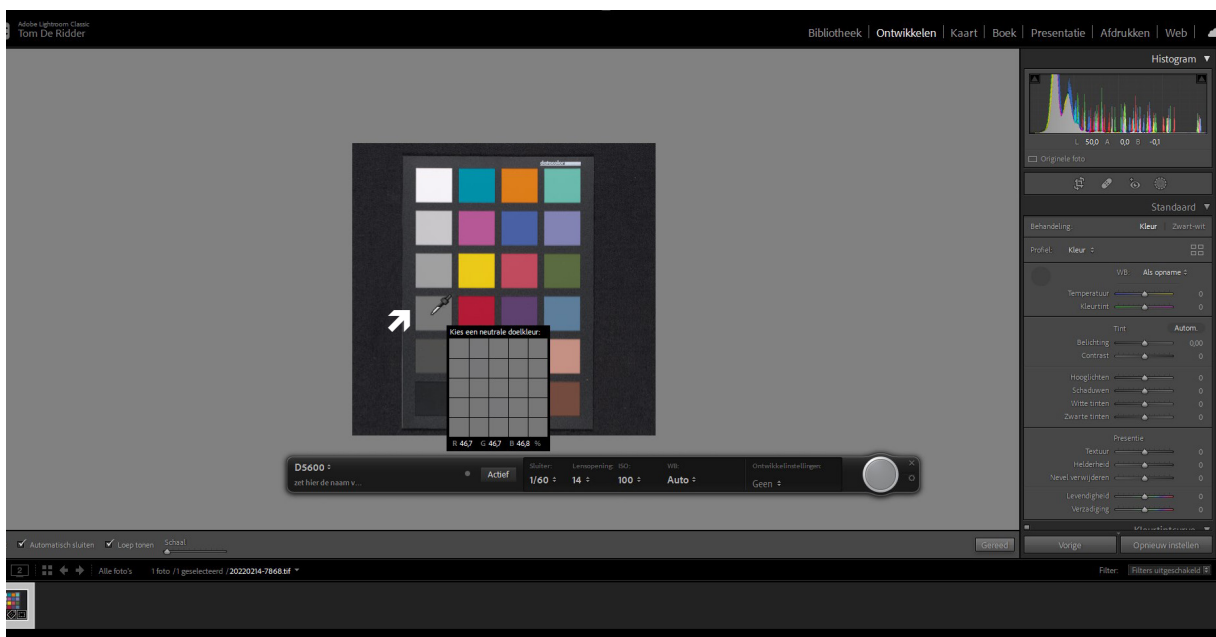 Adobe Lightroom Classic
Tom De Ridder
Bibliotheek | Ontwikkelen | Kaart | Boek | Presentatie | Afdrukken | Web |
Histogram
L 50,0 A 0,0 B -0,1
Originele foto
Standaard
Behandeling: Kleur Zwart-wit
Profiel: Kleur
WB: Als opname
Temperatuur 0
Kleurtint 0
Tint Autom.
Belichting 0,00
Contrast 0
Hooglichten 0
Schaduwen 0
Witte tinten 0
Zwarte tinten 0
Presentie
Textuur 0
Helderheid 0
Nevel verwijderen 0
Levendigheid 0
Verzadiging 0
Kleurtintcurve
Vorige Opnieuw instellen
datacolor
Kies een neutrale doelkleur:
R 46,7 G 46,7 B 46,8 %
D5600
zet hier de naam v...
Actief
Sluiter: Lensopening: ISO: WB: Ontwikkelinstellingen
1/60 14 100 Auto Geen
Automatisch sluiten Loep tonen Schaal
Gereed
2 Alle foto's 1 foto /1 geselecteerd /20220214-7868.tif
Filter: Filters uitgeschakeld